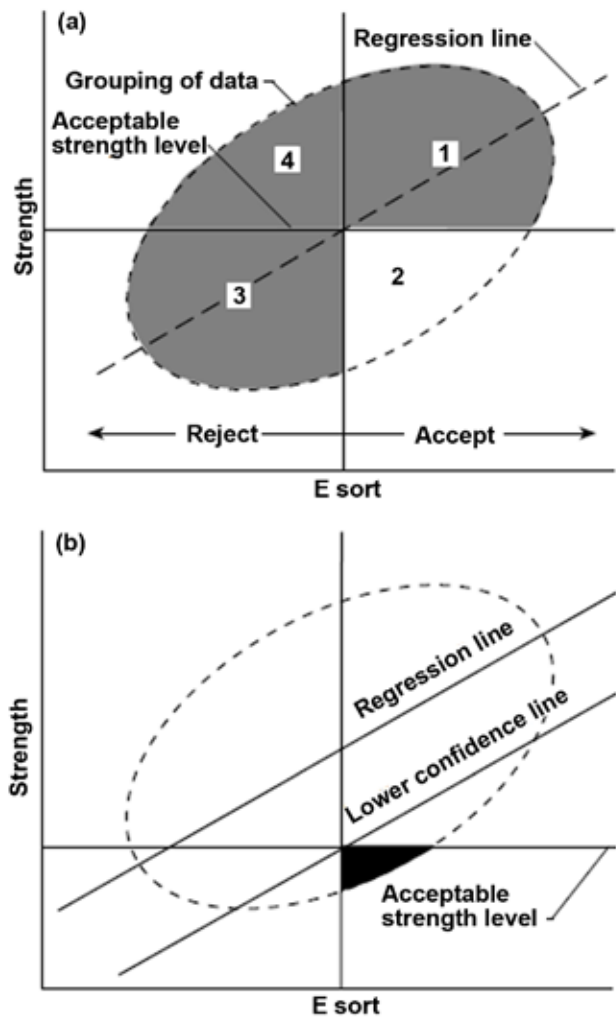 (a)
Regression line
Grouping of data
Acceptable
strength level
4
1
3
2
Strength
Reject
Accept
E sort
(b)
Regression line
Lower confidence line
Strength
Acceptable
strength level
E sort